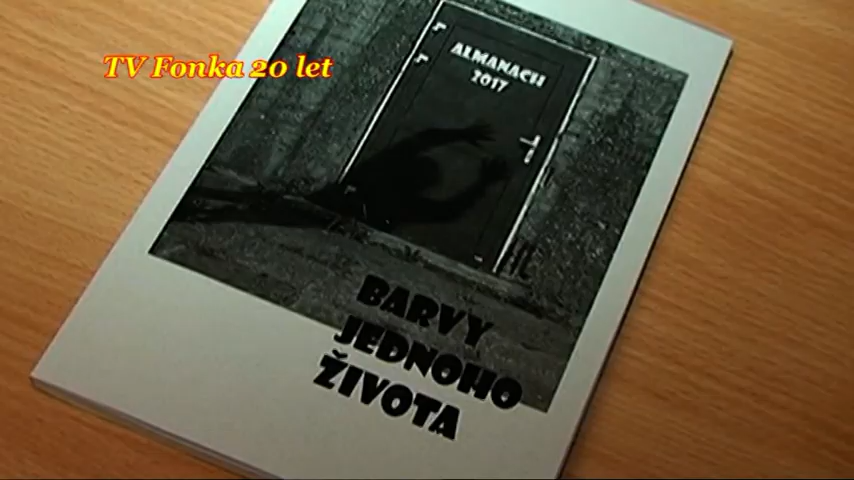 TV Fonka 20 let
ALMANACH
2017
BARVY
JEDNOHO
ŽIVOTA